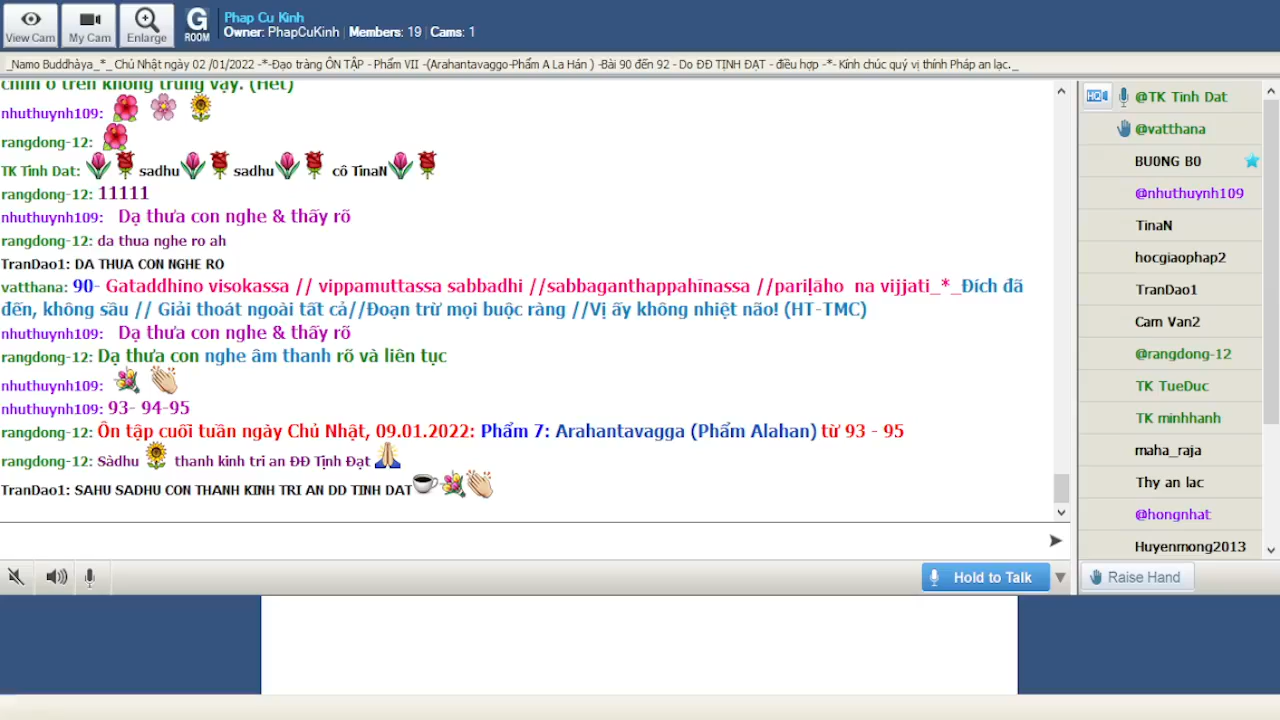 View Cam
My Cam
Enlarge
G
ROOM
Phap Cu Kinh
Owner: PhapCuKinh | Members: 19 | Cams: 1
_Namo Buddhàya_*_ Chủ Nhật ngày 02 /01/2022 -*-Đạo tràng ÔN TẬP - Phẩm VII -(Arahantavaggo-Phẩm A La Hán ) -Bài 90 đến 92 - Do ĐĐ TỊNH ĐẠT - điều hợp -*- Kính chúc quý vị thính Pháp an lạc._
chim ở trên không trung vậy. (Hết)
nhuthuynh109:
rangdong-12:
TK Tinh Dat: sadhu sadhu cô TinaN
rangdong-12: 11111
nhuthuynh109: Dạ thưa con nghe & thấy rõ
rangdong-12: da thua nghe ro ah
TranDao1: DA THUA CON NGHE RO
vatthana: 90- Gataddhino visokassa // vippamuttassa sabbadhi //sabbaganthappahīnassa //pariḷāho na vijjati_*_Đích đã
đến, không sầu // Giải thoát ngoài tất cả//Đoạn trừ mọi buộc ràng //Vị ấy không nhiệt não! (HT-TMC)
nhuthuynh109: Dạ thưa con nghe & thấy rõ
rangdong-12: Dạ thưa con nghe âm thanh rõ và liên tục
nhuthuynh109:
nhuthuynh109: 93- 94-95
rangdong-12: Ôn tập cuối tuần ngày Chủ Nhật, 09.01.2022: Phẩm 7: Arahantavagga (Phẩm Alahan) từ 93 - 95
rangdong-12: Sàdhu thanh kinh tri an ĐĐ Tịnh Đạt
TranDao1: SAHU SADHU CON THANH KINH TRI AN DD TINH DAT
Hold to Talk
HQ
@TK Tinh Dat
@vatthana
BU0NG B0
@nhuthuynh109
TinaN
hocgiaophap2
TranDao1
Cam Van2
@rangdong-12
TK TueDuc
TK minhhanh
maha_raja
Thy an lac
@hongnhat
Huyenmong2013
Raise Hand